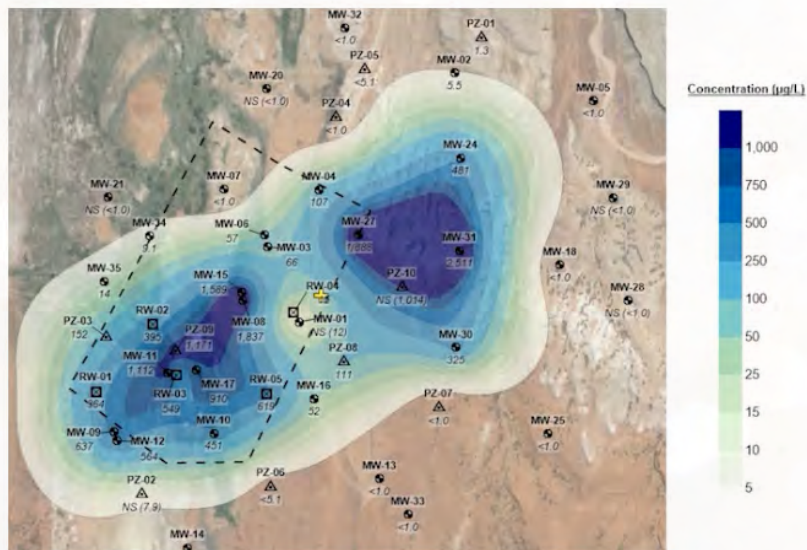 MW-32
<1.0
PZ-01
1.3
PZ-05
<5.1
MW-02
5.5
MW-20
NS (<1.0)
MW-05
<1.0
PZ-04
<1.0
Concentration (µg/L)
1,000
750
500
250
100
50
25
15
10
5
MW-24
481
MW-07
<1.0
MW-04
107
MW-21
NS (<1.0)
MW-29
NS (<1.0)
MW-34
9.1
MW-06
57
MW-03
66
MW-27
1,888
MW-31
2,511
MW-18
<1.0
MW-35
14
MW-15
1,589
RW-04
PZ-10
NS (1,014)
MW-28
NS (<1.0)
RW-02
395
MW-08
1,837
MW-01
NS (12)
PZ-03
152
PZ-09
1,171
MW-11
1,112
PZ-08
111
MW-30
325
RW-01
364
RW-03
549
MW-17
910
RW-05
619
MW-16
52
PZ-07
<1.0
MW-09
637
MW-12
564
MW-10
451
MW-25
<1.0
PZ-02
NS (7.9)
PZ-06
<5.1
MW-13
<1.0
MW-33
<1.0
MW-14